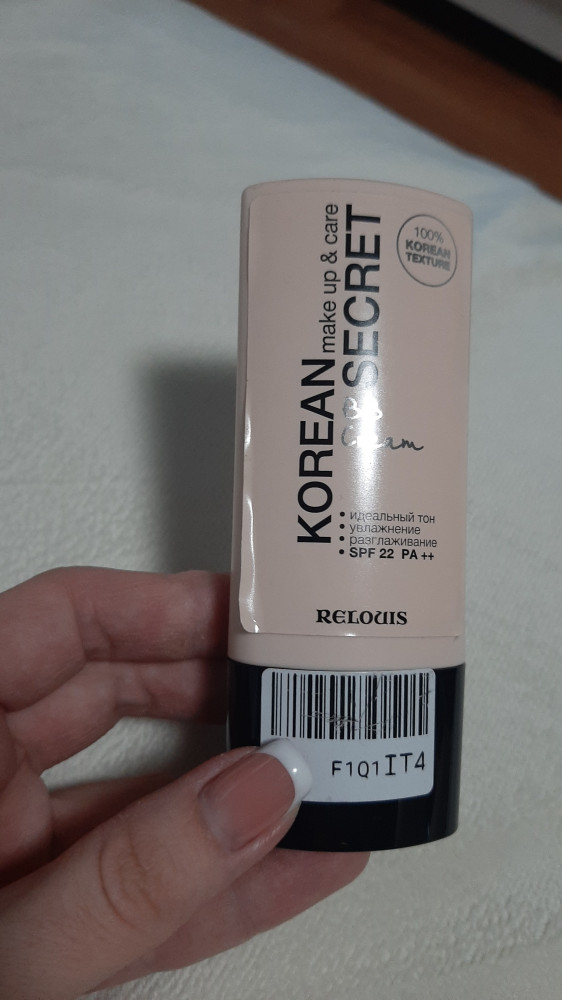 KOREAN
make up & care
SECRET
BB
Cream
100%
KOREAN
TEXTURE
• идеальный тон
• увлажнение
• разглаживание
• SPF 22 PA ++
RELOUIS
F1Q1IT4